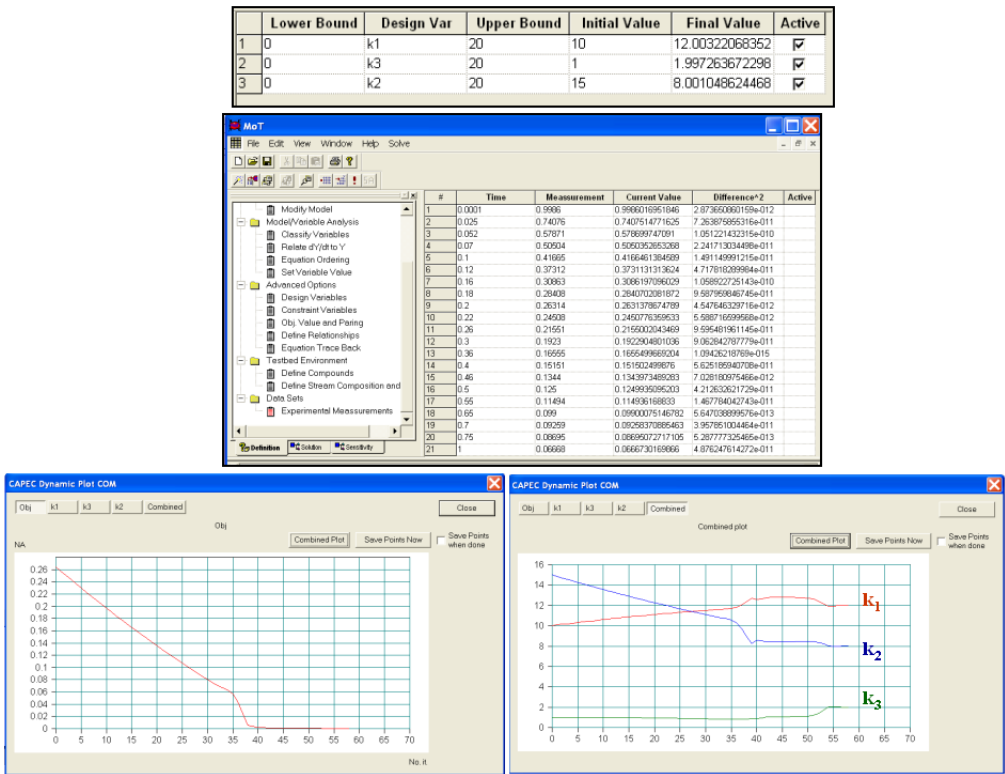 Lower Bound Design Var Upper Bound Initial Value Final Value Active
1 0 k1 20 10 12.00322068352
2 0 k3 20 1 1.997263672298
3 0 k2 20 15 8.001048624468
MoT
File Edit View Window Help Solve
Modify Model
Model/Variable Analysis
Classify Variables
Relate dY/dt to Y
Equation Ordering
Set Variable Value
Advanced Options
Design Variables
Constraint Variables
Obj. Value and Paring
Define Relationships
Equation Trace Back
Testbed Environment
Define Compounds
Define Stream Composition and
Data Sets
Experimental Meassurements
Definition Solution Sensitivity
# Time Meassurement Current Value Difference^2 Active
1 0.0001 0.9986 0.9986016951846 2.873650860159e-012
2 0.025 0.74076 0.7407514771625 7.263875855316e-011
3 0.052 0.57871 0.578699747091 1.051221432315e-010
4 0.07 0.50504 0.5050352653268 2.241713034498e-011
5 0.1 0.41665 0.4166461384589 1.491149991215e-011
6 0.12 0.37312 0.3731131313624 4.717818289984e-011
7 0.16 0.30863 0.3086197096029 1.058922725143e-010
8 0.18 0.28408 0.2840702081872 9.587959846745e-011
9 0.2 0.26314 0.2631378674789 4.547646329716e-012
10 0.22 0.24508 0.2450776359533 5.588716599568e-012
11 0.26 0.21551 0.2155002043469 9.595481961145e-011
12 0.3 0.1923 0.1922904801036 9.062842787779e-011
13 0.36 0.16555 0.1655499669204 1.09426218769e-015
14 0.4 0.15151 0.151502499876 5.625185940708e-011
15 0.46 0.1344 0.1343973489283 7.028180975466e-012
16 0.5 0.125 0.1249935095203 4.212632621729e-011
17 0.55 0.11494 0.114936168833 1.467784042743e-011
18 0.65 0.099 0.09900075146782 5.647038899576e-013
19 0.7 0.09259 0.09258370885463 3.957851004464e-011
20 0.75 0.08695 0.08695072717105 5.287777325465e-013
21 1 0.06668 0.0666730169866 4.876247614272e-011
CAPEC Dynamic Plot COM
Obj k1 k3 k2 Combined Close
Obj
Combined Plot Save Points Now Save Points when done
NA
0.26
0.24
0.22
0.2
0.18
0.16
0.14
0.12
0.1
0.08
0.06
0.04
0.02
0
0 5 10 15 20 25 30 35 40 45 50 55 60 65 70
No. it
CAPEC Dynamic Plot COM
Obj k1 k3 k2 Combined Close
Combined plot
Combined Plot Save Points Now Save Points when done
16
14
12
10
8
6
4
2
0
0 5 10 15 20 25 30 35 40 45 50 55 60 65 70
k1
k2
k3